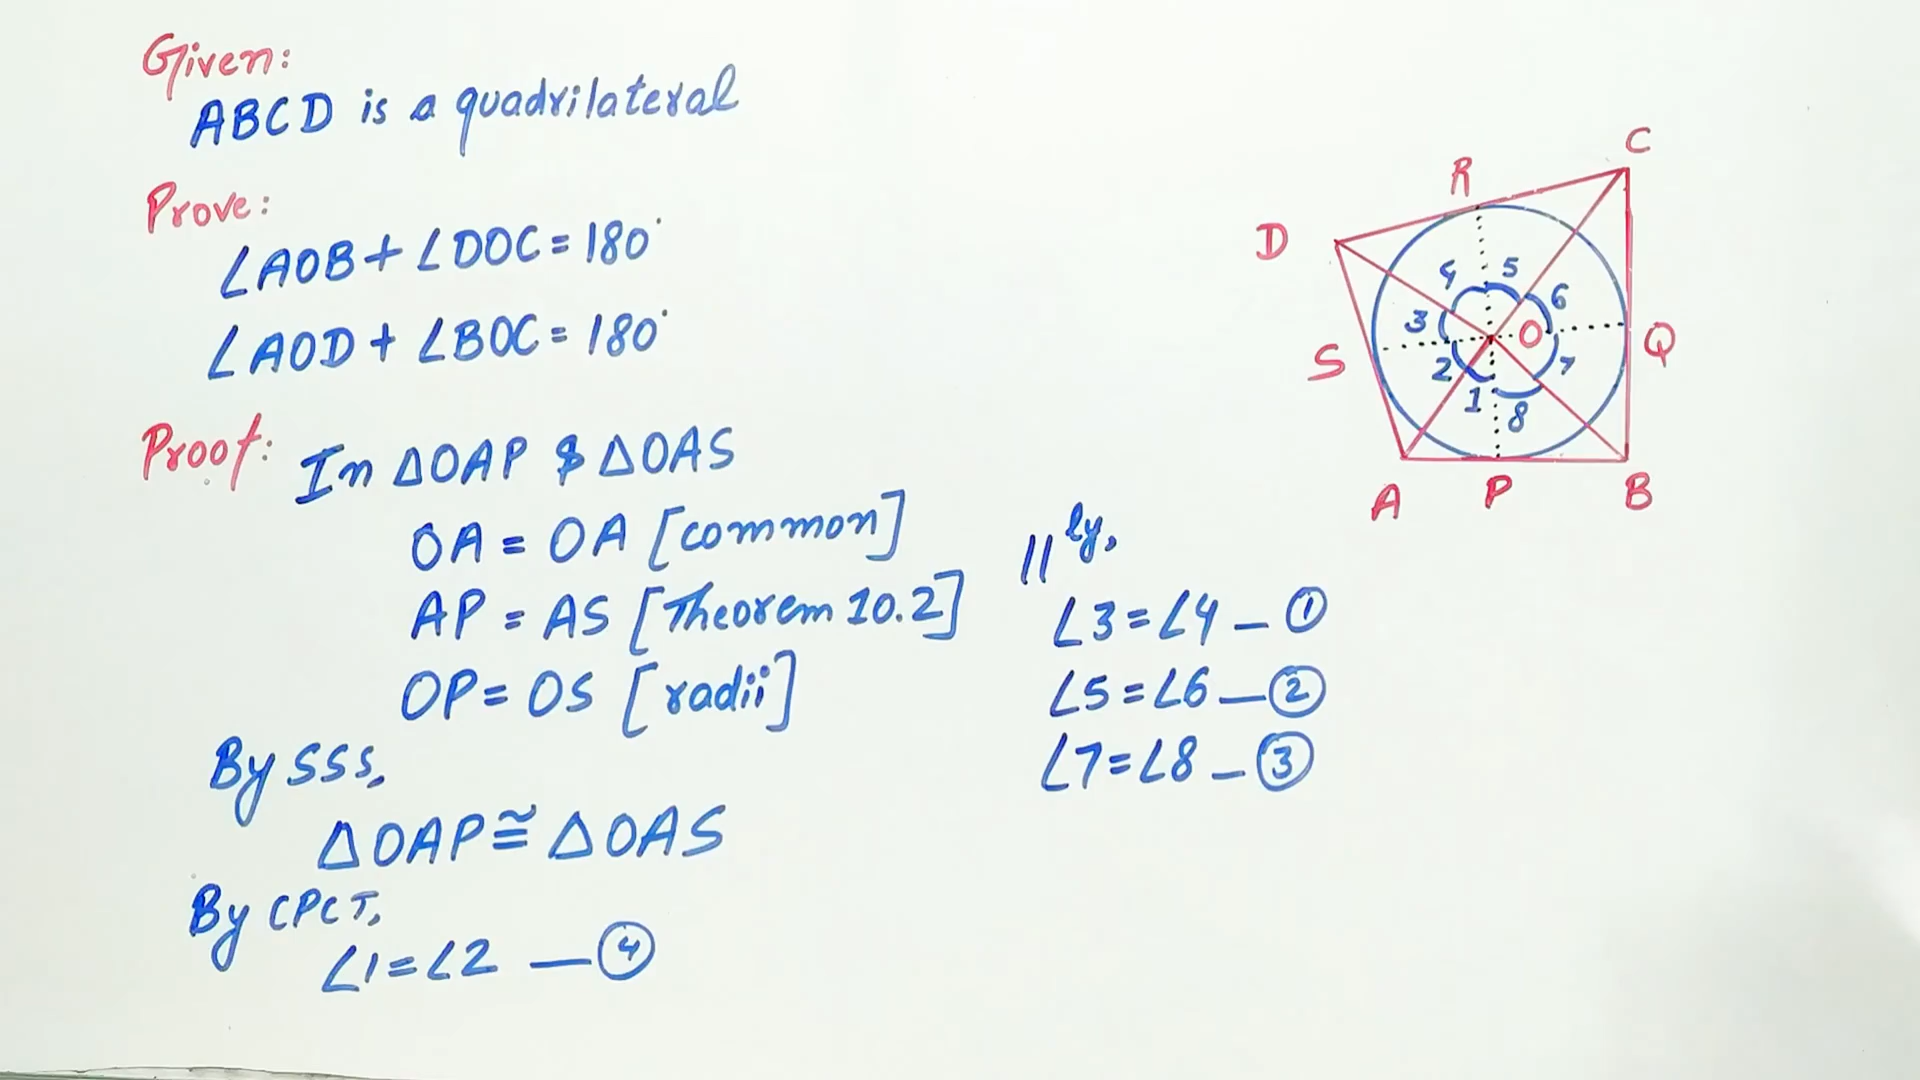 Given:
ABCD is a quadrilateral
Prove:
∠AOB + ∠DOC = 180°
∠AOD + ∠BOC = 180°
Proof: In ΔOAP & ΔOAS
OA = OA [common]
AP = AS [Theorem 10.2]
OP = OS [radii]
By SSS,
ΔOAP ≅ ΔOAS
By CPCT,
∠1 = ∠2 — ④
||ly,
∠3 = ∠4 — ①
∠5 = ∠6 — ②
∠7 = ∠8 — ③
C
R
D
4 5
6
3
O
Q
S
2
7
1
8
A P B